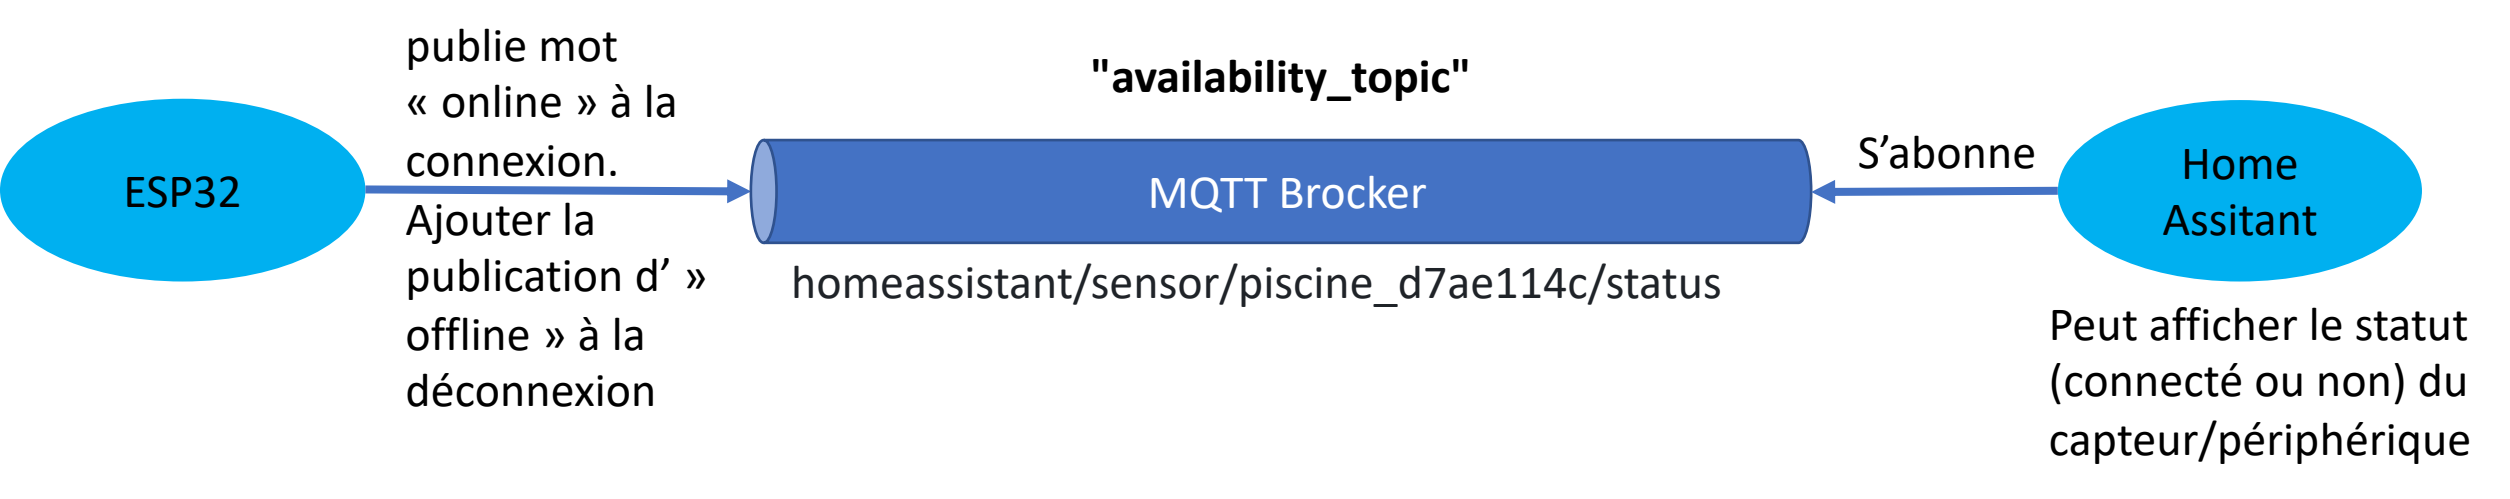 ESP32
publie mot
« online » à la
connexion.
Ajouter la
publication d’ »
offline » à la
déconnexion
"availability_topic"
MQTT Brocker
homeassistant/sensor/piscine_d7ae114c/status
S’abonne
Home
Assitant
Peut afficher le statut
(connecté ou non) du
capteur/périphérique